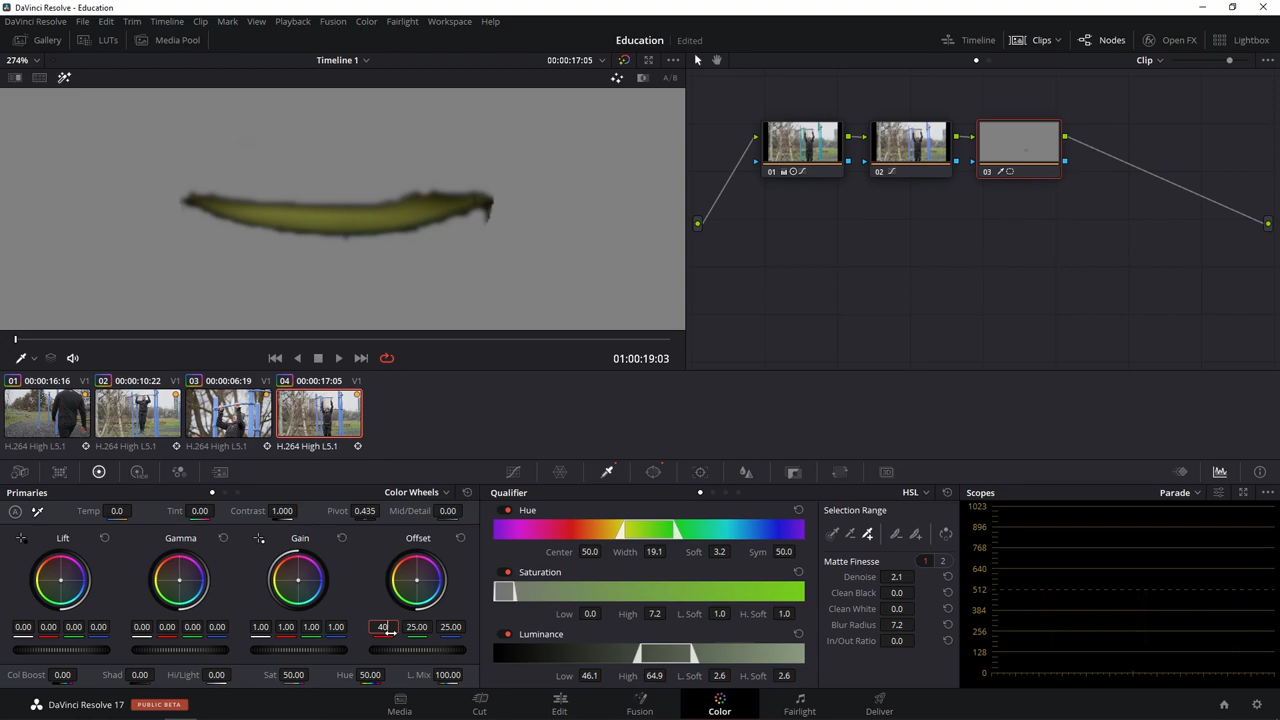 DaVinci Resolve - Education
DaVinci Resolve File Edit Trim Timeline Clip Mark View Playback Fusion Color Fairlight Workspace Help
Gallery LUTs Media Pool Education Edited Timeline Clips Nodes Open FX Lightbox
274% Timeline 1 00:00:17:05 Clip
A/B
01 02 03
01:00:19:03
01 00:00:16:16 V1 02 00:00:10:22 V1 03 00:00:06:19 V1 04 00:00:17:05 V1
H.264 High L5.1 H.264 High L5.1 H.264 High L5.1 H.264 High L5.1
Primaries Color Wheels Qualifier HSL Scopes Parade
A Temp 0.0 Tint 0.00 Contrast 1.000 Pivot 0.435 Mid/Detail 0.00 Hue Selection Range 1023
896
Lift Gamma Gain Offset
768
Center 50.0 Width 19.1 Soft 3.2 Sym 50.0
Matte Finesse 1 2
640
Saturation Denoise 2.1
Clean Black 0.0 512
Clean White 0.0
Low 0.0 High 7.2 L. Soft 1.0 H. Soft 1.0
384
0.00 0.00 0.00 0.00 0.00 0.00 0.00 0.00 1.00 1.00 1.00 1.00 40 25.00 25.00
Blur Radius 7.2
256
Luminance In/Out Ratio 0.0
128
Col Boost 0.00 Shad 0.00 Hi/Light 0.00 Sat 50.00 Hue 50.00 L. Mix 100.00 Low 46.1 High 64.9 L. Soft 2.6 H. Soft 2.6
0
DaVinci Resolve 17 PUBLIC BETA Media Cut Edit Fusion Color Fairlight Deliver